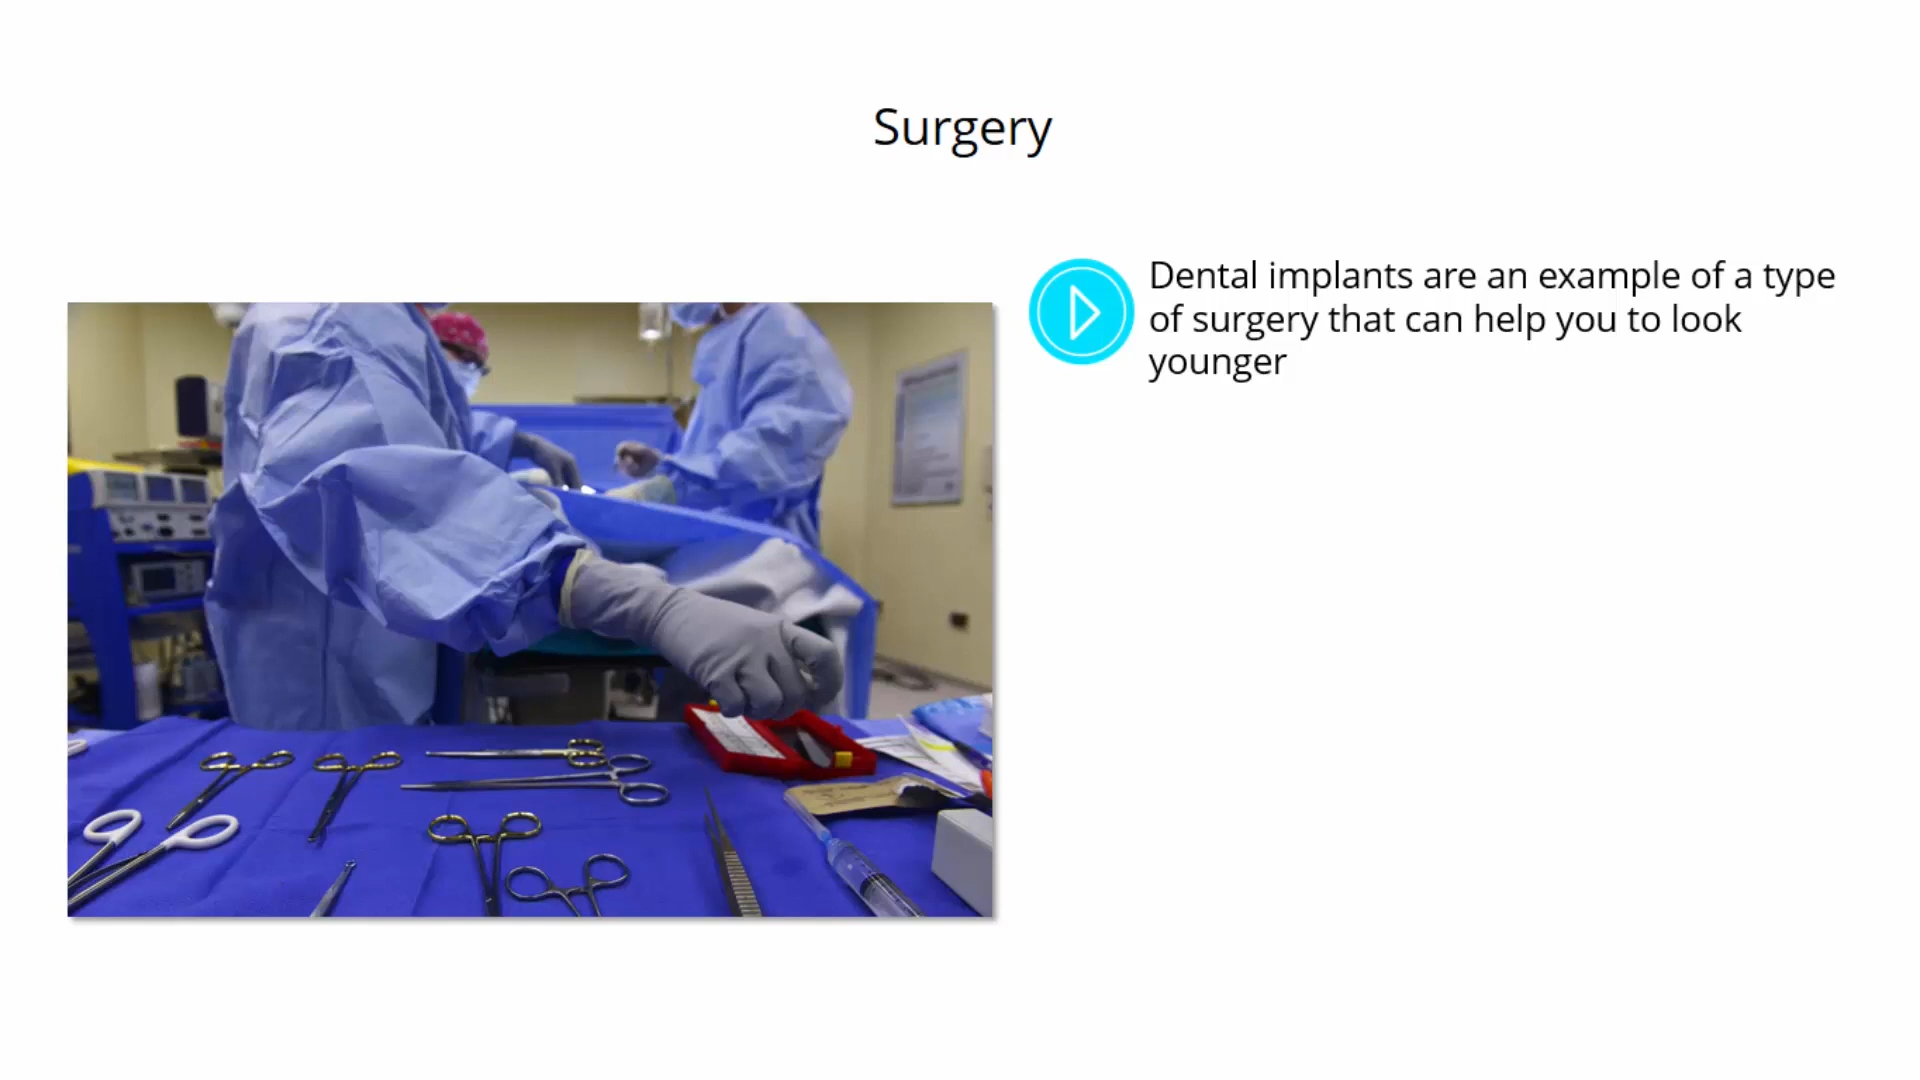 Surgery
Dental implants are an example of a type
of surgery that can help you to look
younger